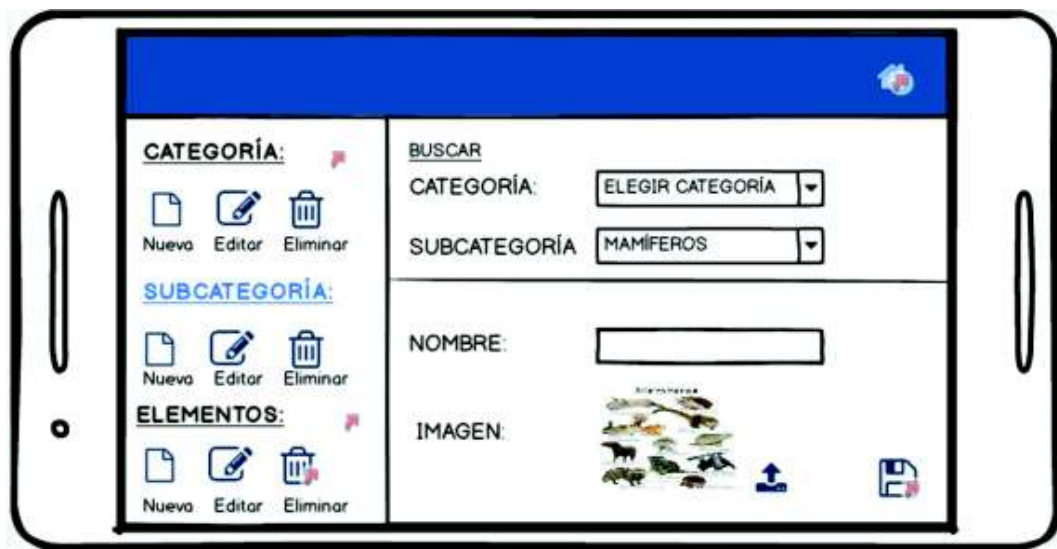 CATEGORÍA:
Nueva Editar Eliminar
SUBCATEGORÍA:
Nueva Editar Eliminar
ELEMENTOS:
Nueva Editar Eliminar
BUSCAR
CATEGORÍA: ELEGIR CATEGORÍA
SUBCATEGORÍA MAMÍFEROS
NOMBRE:
IMAGEN: